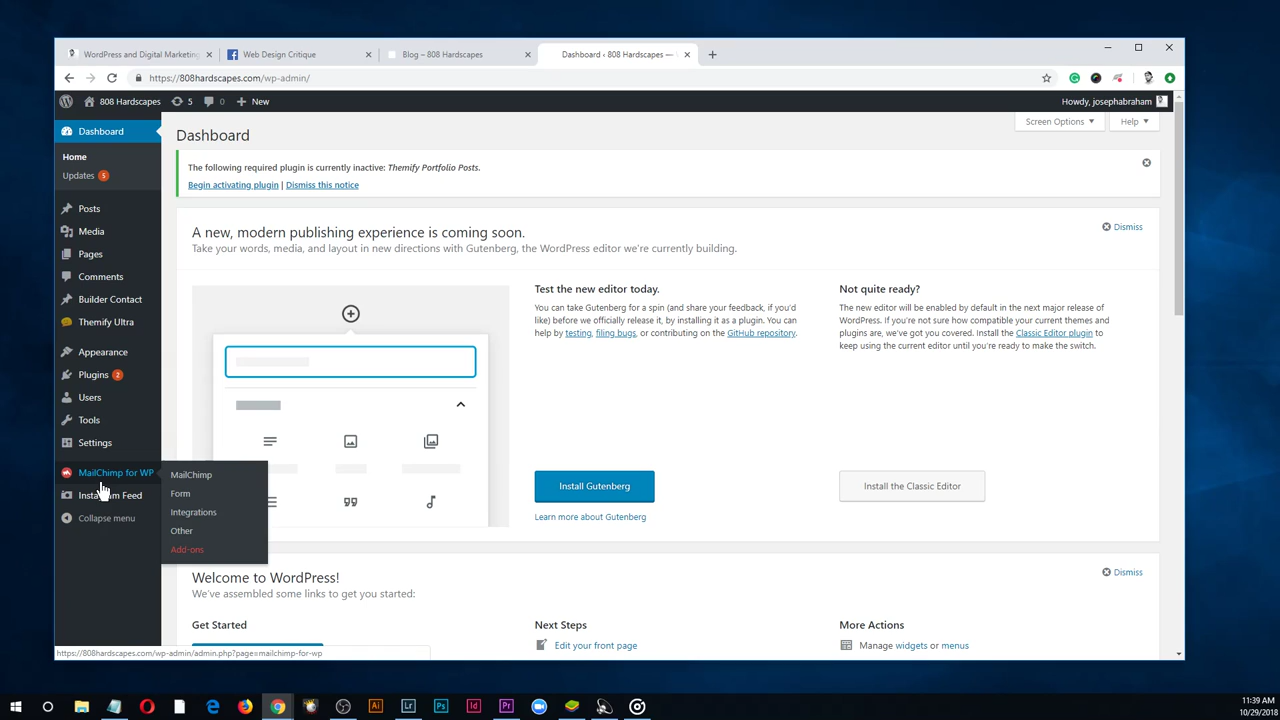 WordPress and Digital Marketing
Web Design Critique
Blog – 808 Hardscapes
Dashboard ‹ 808 Hardscapes —
https://808hardscapes.com/wp-admin/
808 Hardscapes
5
0
New
Howdy, josephabraham
Dashboard
Home
Updates 5
Posts
Media
Pages
Comments
Builder Contact
Themify Ultra
Appearance
Plugins 2
Users
Tools
Settings
MailChimp for WP
Instagram Feed
Collapse menu
MailChimp
Form
Integrations
Other
Add-ons
Dashboard
Screen Options
Help
The following required plugin is currently inactive: Themify Portfolio Posts.
Begin activating plugin | Dismiss this notice
A new, modern publishing experience is coming soon.
Dismiss
Take your words, media, and layout in new directions with Gutenberg, the WordPress editor we're currently building.
Test the new editor today.
You can take Gutenberg for a spin (and share your feedback, if you'd
like) before we officially release it, by installing it as a plugin. You can
help by testing, filing bugs, or contributing on the GitHub repository.
Install Gutenberg
Learn more about Gutenberg
Not quite ready?
The new editor will be enabled by default in the next major release of
WordPress. If you're not sure how compatible your current themes and
plugins are, we've got you covered. Install the Classic Editor plugin to
keep using the current editor until you're ready to make the switch.
Install the Classic Editor
Welcome to WordPress!
Dismiss
We've assembled some links to get you started:
Get Started
Next Steps
Edit your front page
More Actions
Manage widgets or menus
https://808hardscapes.com/wp-admin/admin.php?page=mailchimp-for-wp
Ai
Lr
Ps
Id
Pr
11:39 AM
10/29/2018